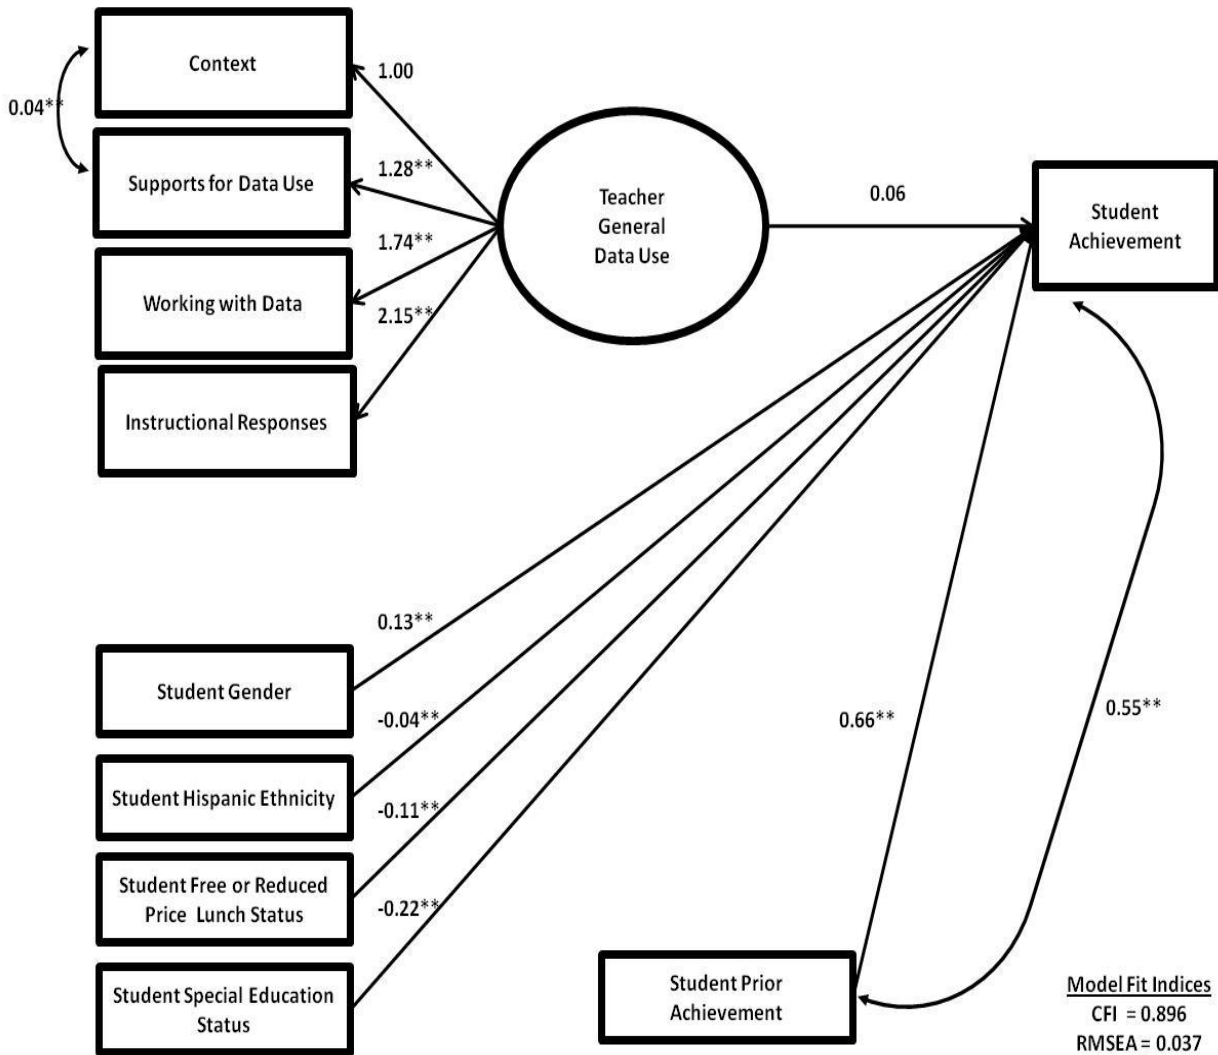 Context
1.00
0.04**
Supports for Data Use
1.28**
Working with Data
1.74**
Instructional Responses
2.15**
Teacher
General
Data Use
0.06
Student
Achievement
Student Gender
0.13**
Student Hispanic Ethnicity
-0.04**
Student Free or Reduced
Price Lunch Status
-0.11**
Student Special Education
Status
-0.22**
0.66**
0.55**
Student Prior
Achievement
Model Fit Indices
CFI = 0.896
RMSEA = 0.037